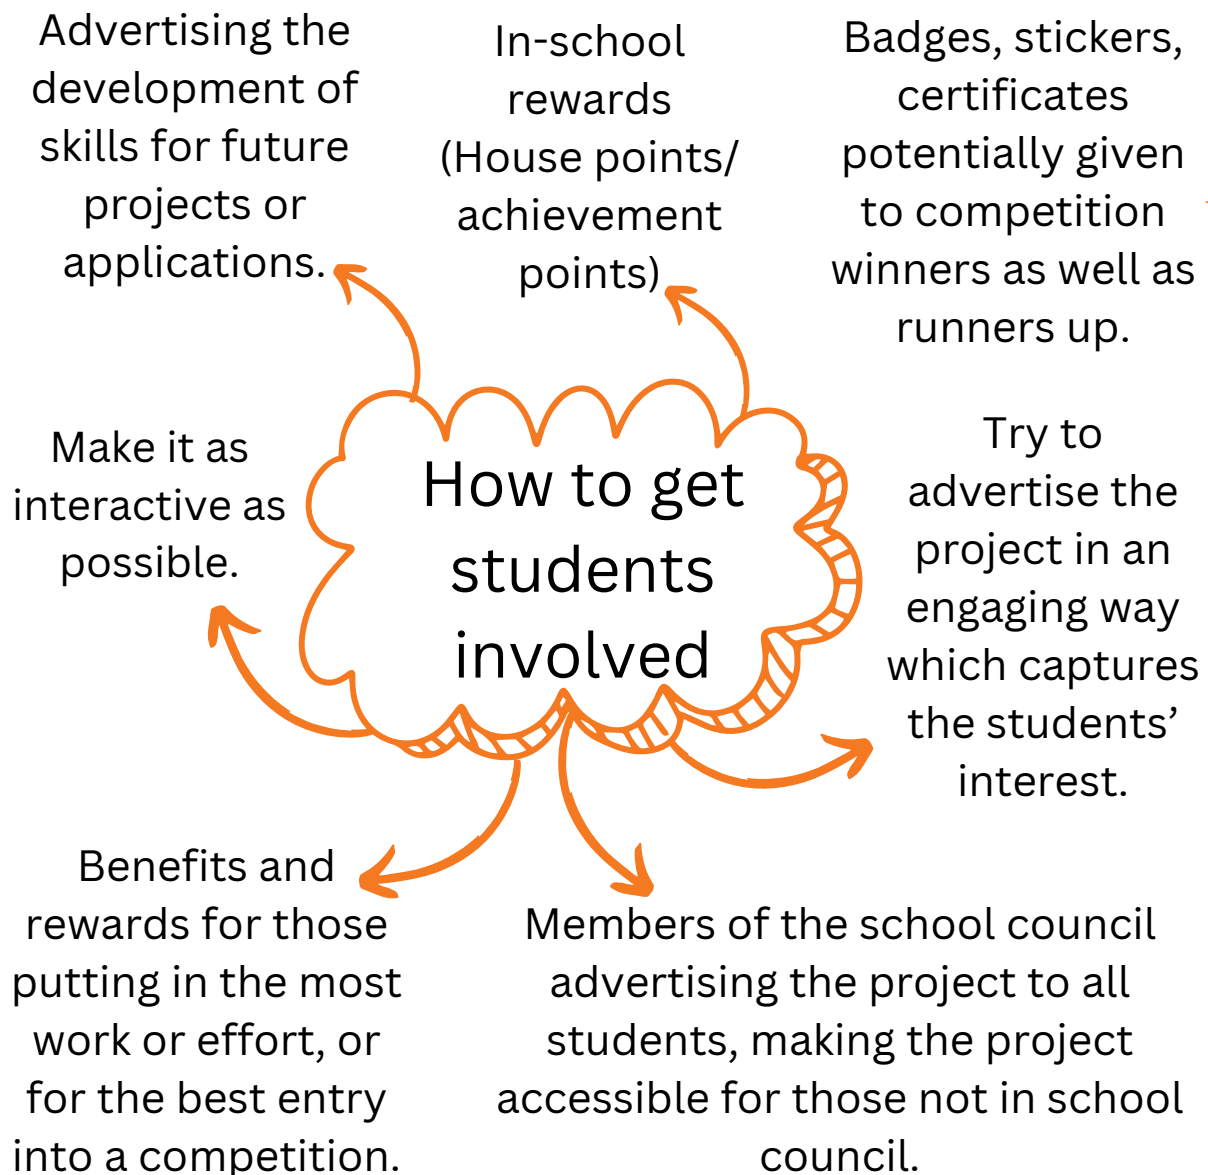 Advertising the
development of
skills for future
projects or
applications.
In-school
rewards
(House points/
achievement
points)
Badges, stickers,
certificates
potentially given
to competition
winners as well as
runners up.
Make it as
interactive as
possible.
How to get
students
involved
Try to
advertise the
project in an
engaging way
which captures
the students’
interest.
Benefits and
rewards for those
putting in the most
work or effort, or
for the best entry
into a competition.
Members of the school council
advertising the project to all
students, making the project
accessible for those not in school
council.